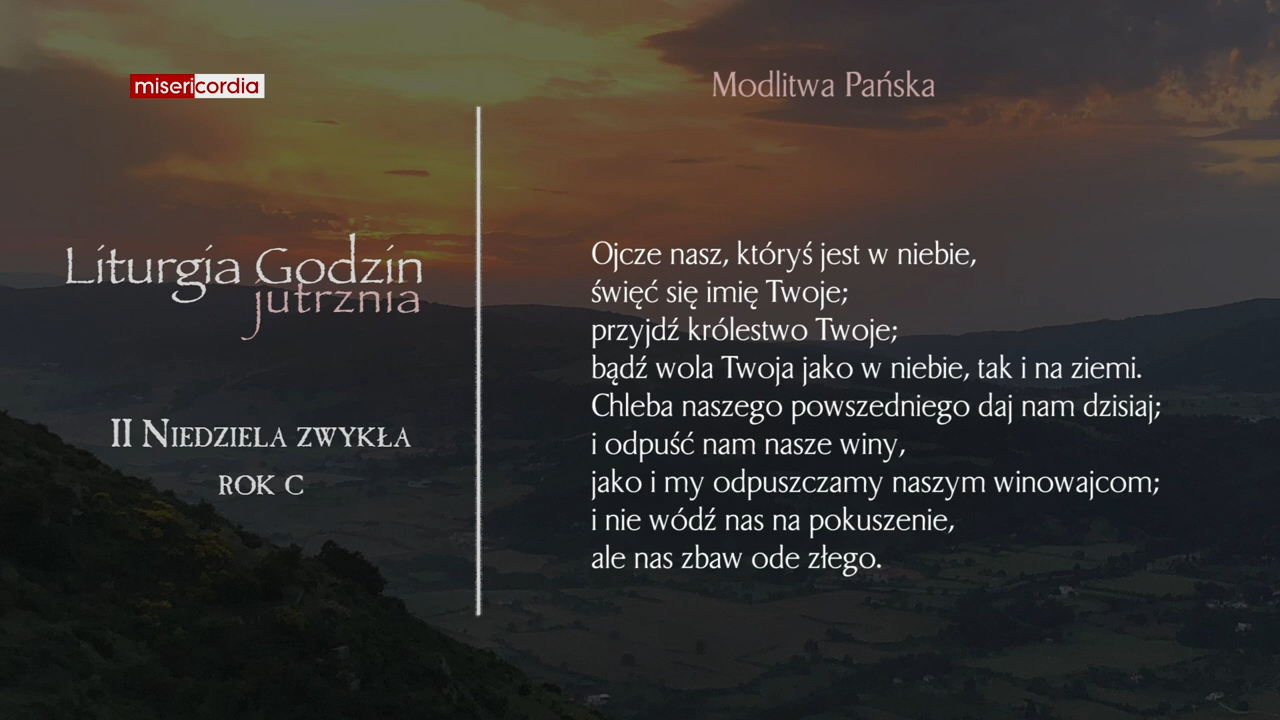 misericordia
Liturgia Godzin
jutrznia
II Niedziela zwykła
rok C
Modlitwa Pańska
Ojcze nasz, któryś jest w niebie,
święć się imię Twoje;
przyjdź królestwo Twoje;
bądź wola Twoja jako w niebie, tak i na ziemi.
Chleba naszego powszedniego daj nam dzisiaj;
i odpuść nam nasze winy,
jako i my odpuszczamy naszym winowajcom;
i nie wódź nas na pokuszenie,
ale nas zbaw ode złego.